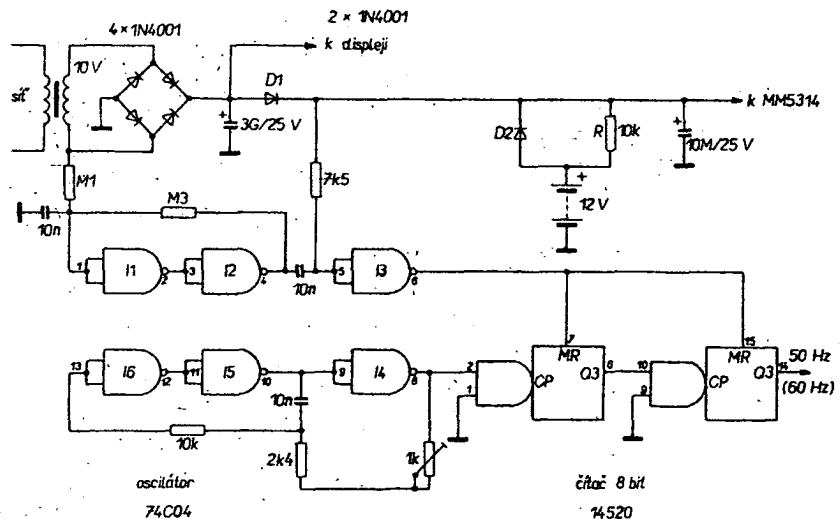 4×1N4001
2 × 1N4001
k displeji
síť
10V
D1
k MM5314
3G/25 V
D2
R
10k
10M/25 V
M1
7k5
M3
12V
10n
1
I1
2
3
I2
4
10n
5
I3
6
13
I6
12
11
I5
10
9
I4
8
2
1
CP
7
MR
Q3
6
10
9
CP
15
MR
Q3
14
50 Hz
(60 Hz)
10n
10k
2k4
1k
oscilátor
74C04
čítač 8 bit
14520